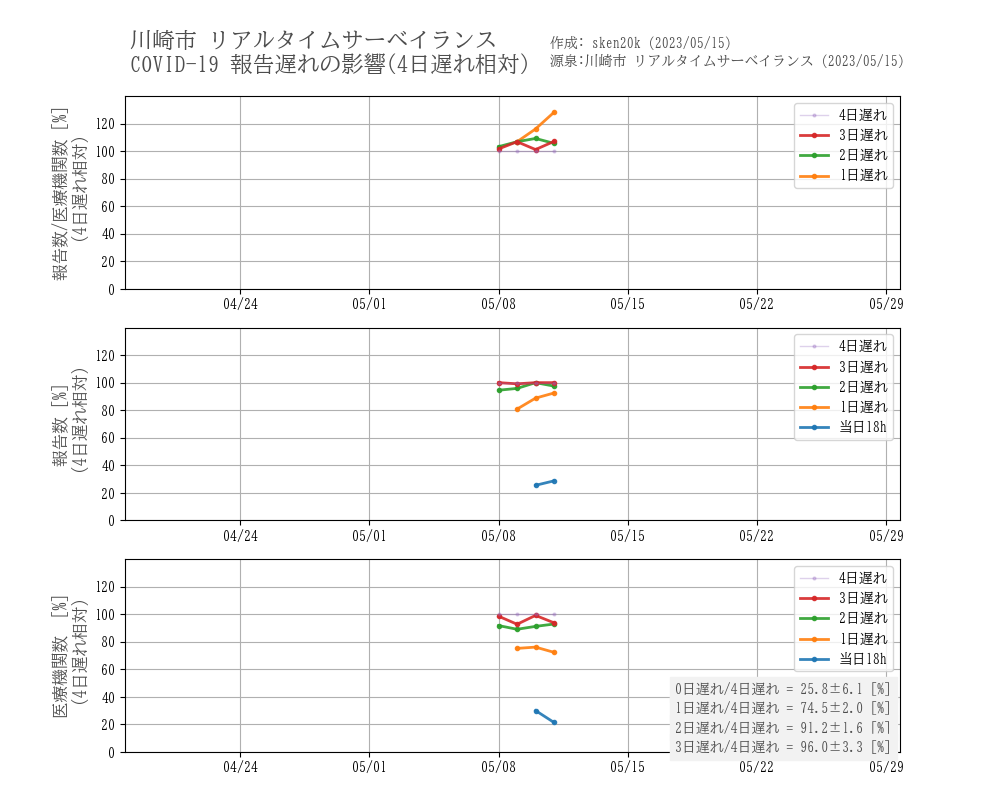 川崎市 リアルタイムサーベイランス
COVID-19 報告遅れの影響(4日遅れ相対)
作成: sken20k (2023/05/15)
源泉:川崎市 リアルタイムサーベイランス (2023/05/15)
報告数/医療機関数 [%]
(4日遅れ相対)
120
100
80
60
40
20
0
04/24 05/01 05/08 05/15 05/22 05/29
4日遅れ
3日遅れ
2日遅れ
1日遅れ
報告数 [%]
(4日遅れ相対)
120
100
80
60
40
20
0
04/24 05/01 05/08 05/15 05/22 05/29
4日遅れ
3日遅れ
2日遅れ
1日遅れ
当日18h
医療機関数 [%]
(4日遅れ相対)
120
100
80
60
40
20
0
04/24 05/01 05/08 05/15 05/22 05/29
4日遅れ
3日遅れ
2日遅れ
1日遅れ
当日18h
0日遅れ/4日遅れ = 25.8±6.1 [%]
1日遅れ/4日遅れ = 74.5±2.0 [%]
2日遅れ/4日遅れ = 91.2±1.6 [%]
3日遅れ/4日遅れ = 96.0±3.3 [%]